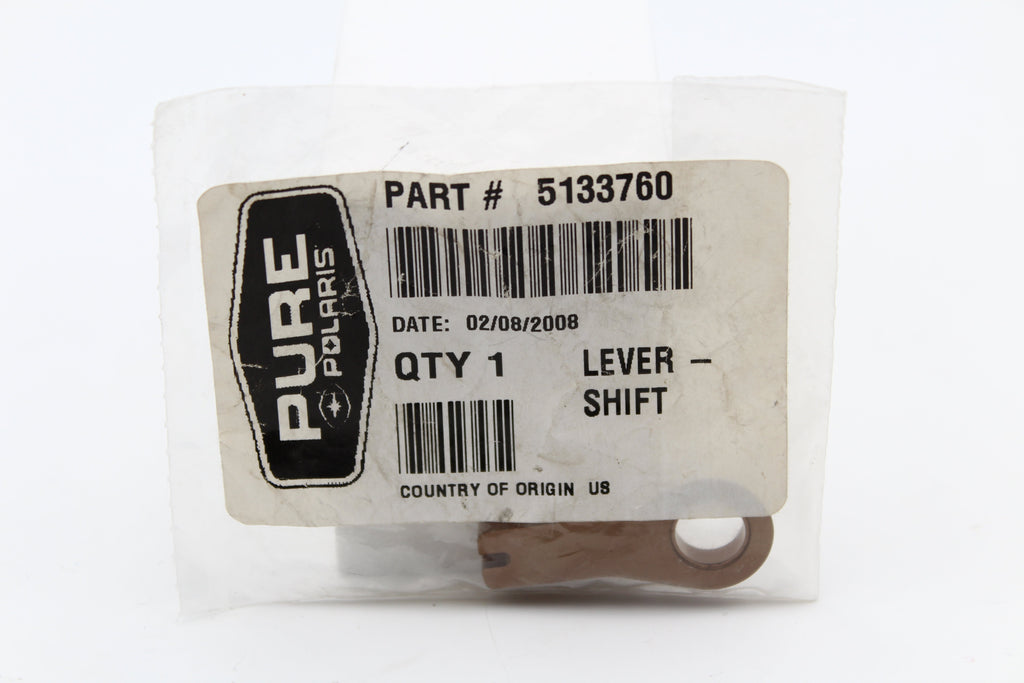 PURE
POLARIS
PART # 5133760
DATE: 02/08/2008
QTY 1
LEVER –
SHIFT
COUNTRY OF ORIGIN US